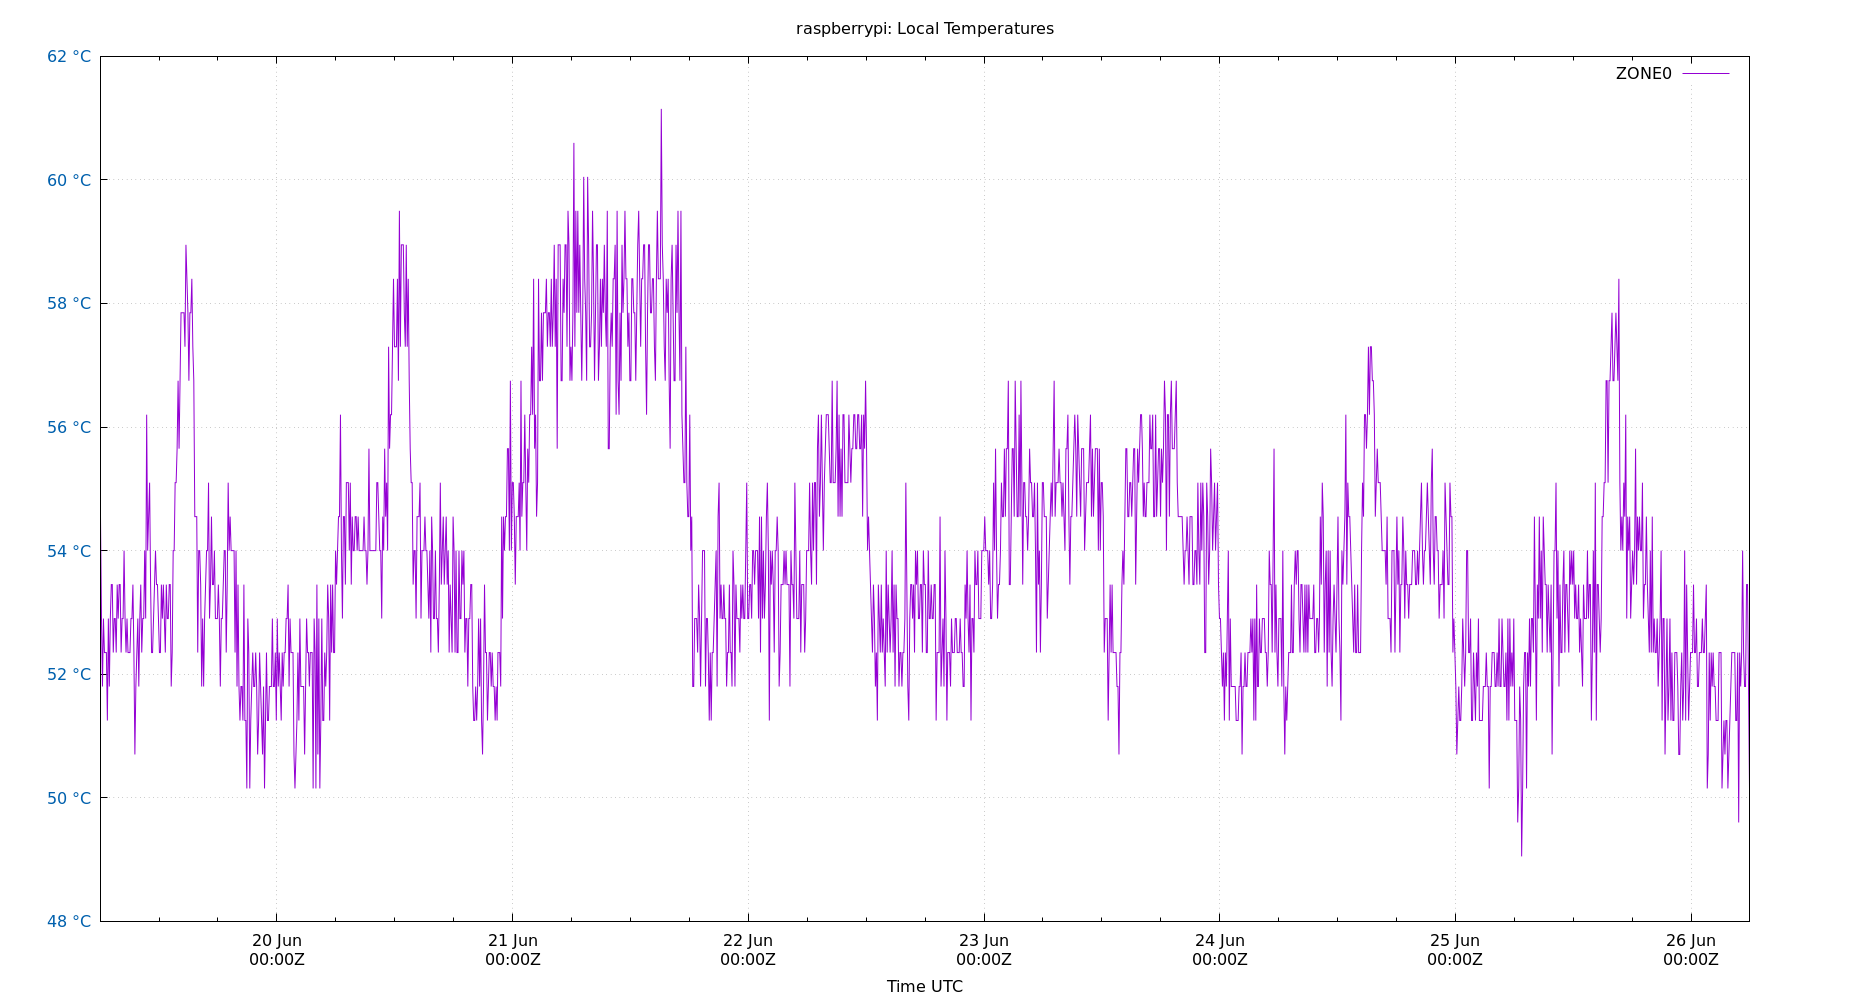 raspberrypi: Local Temperatures
62 °C
ZONE0
60 °C
58 °C
56 °C
54 °C
52 °C
50 °C
48 °C
20 Jun 21 Jun 22 Jun 23 Jun 24 Jun 25 Jun 26 Jun
00:00Z 00:00Z 00:00Z 00:00Z 00:00Z 00:00Z 00:00Z
Time UTC